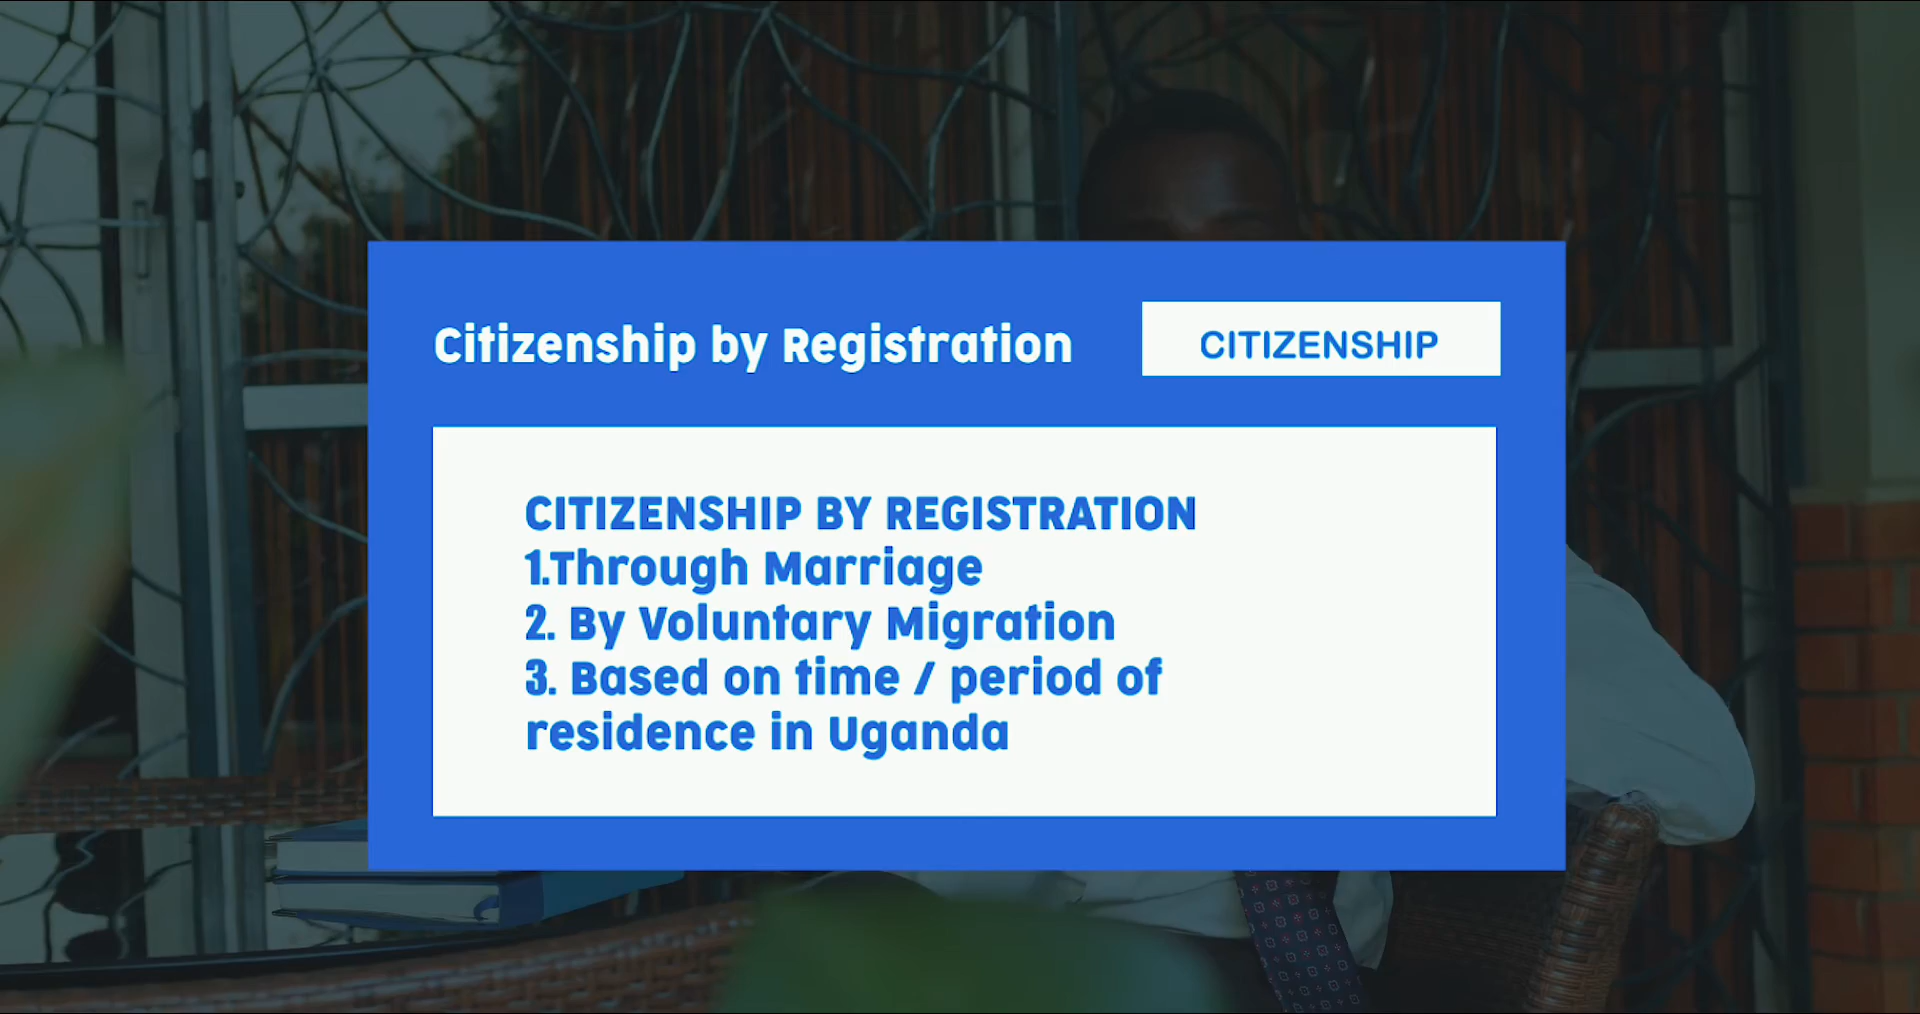 Citizenship by Registration
CITIZENSHIP
CITIZENSHIP BY REGISTRATION
1.Through Marriage
2. By Voluntary Migration
3. Based on time / period of
residence in Uganda